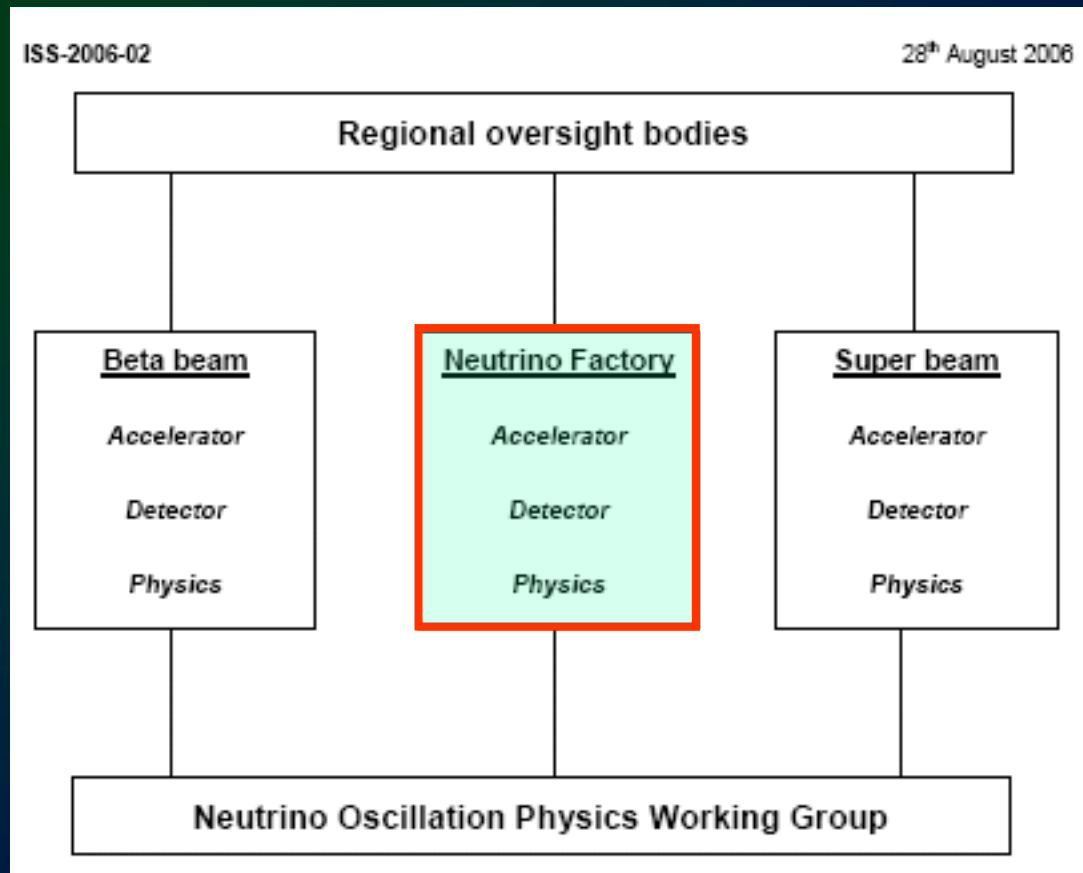 ISS-2006-02
28th August 2006
Regional oversight bodies
Beta beam
Accelerator
Detector
Physics
Neutrino Factory
Accelerator
Detector
Physics
Super beam
Accelerator
Detector
Physics
Neutrino Oscillation Physics Working Group